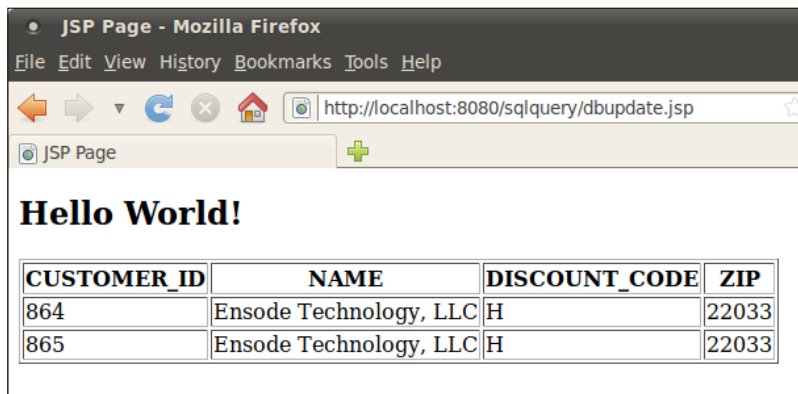 JSP Page - Mozilla Firefox
File Edit View History Bookmarks Tools Help
http://localhost:8080/sqlquery/dbupdate.jsp
JSP Page
Hello World!
CUSTOMER_ID NAME DISCOUNT_CODE ZIP
864 Ensode Technology, LLC H 22033
865 Ensode Technology, LLC H 22033